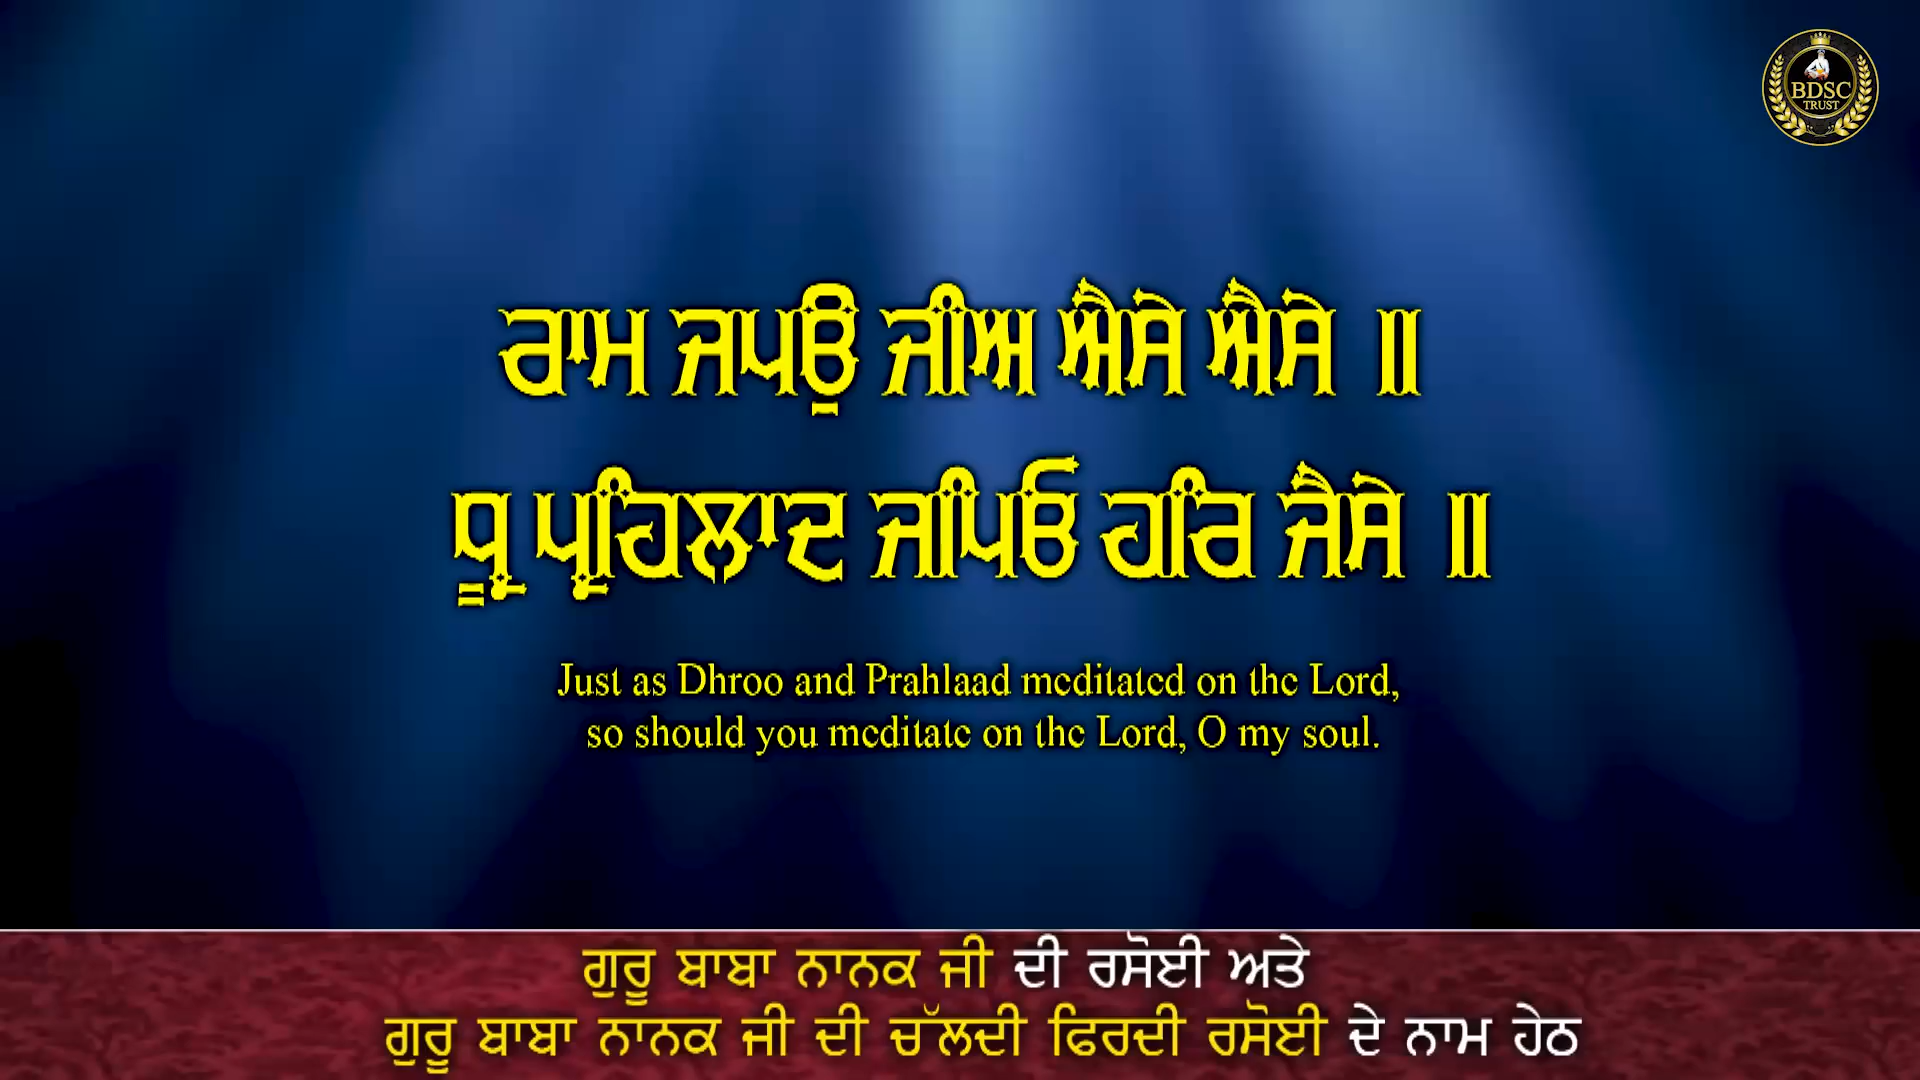 BDSC
TRUST
ਰਾਮ ਜਪਉ ਜੀਅ ਐਸੇ ਐਸੇ ॥
ਧ੍ਰੂ ਪ੍ਰਹਿਲਾਦ ਜਪਿਓ ਹਰਿ ਜੈਸੇ ॥
Just as Dhroo and Prahlaad meditated on the Lord,
so should you meditate on the Lord, O my soul.
ਗੁਰੂ ਬਾਬਾ ਨਾਨਕ ਜੀ ਦੀ ਰਸੋਈ ਅਤੇ
ਗੁਰੂ ਬਾਬਾ ਨਾਨਕ ਜੀ ਦੀ ਚੱਲਦੀ ਫਿਰਦੀ ਰਸੋਈ ਦੇ ਨਾਮ ਹੇਠ